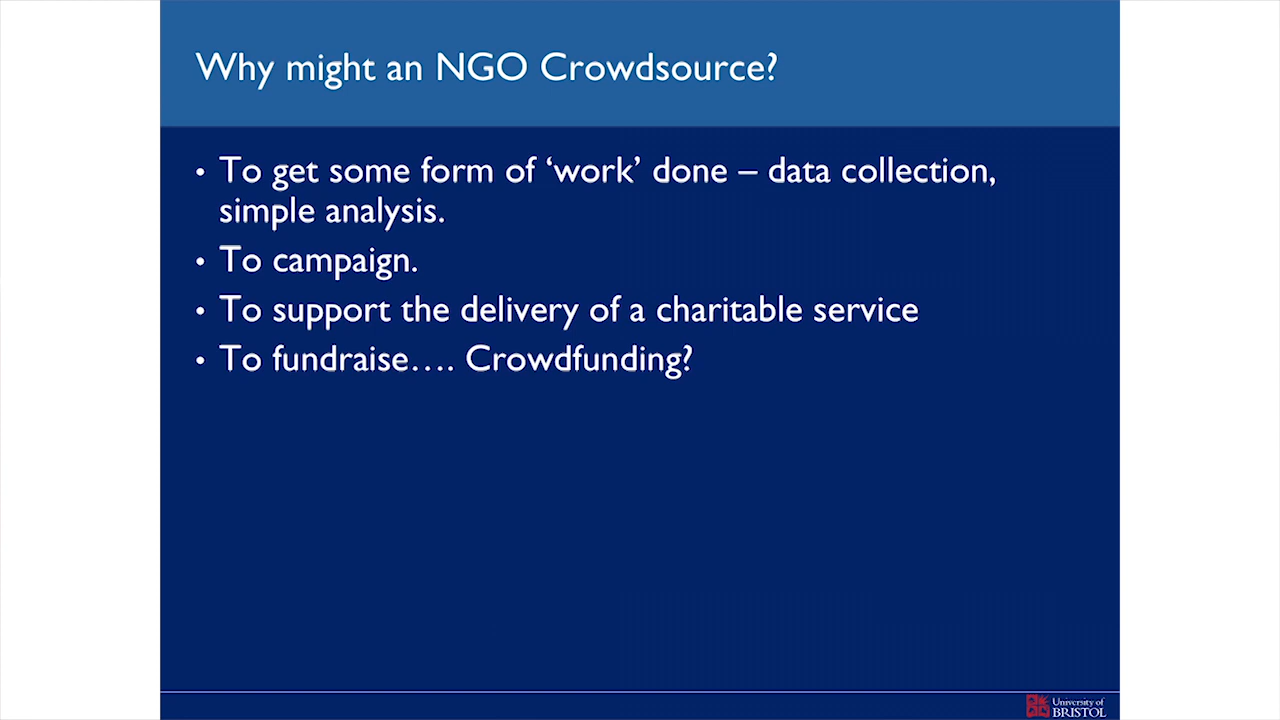 Why might an NGO Crowdsource?
• To get some form of ‘work’ done – data collection,
simple analysis.
• To campaign.
• To support the delivery of a charitable service
• To fundraise…. Crowdfunding?
University of
BRISTOL